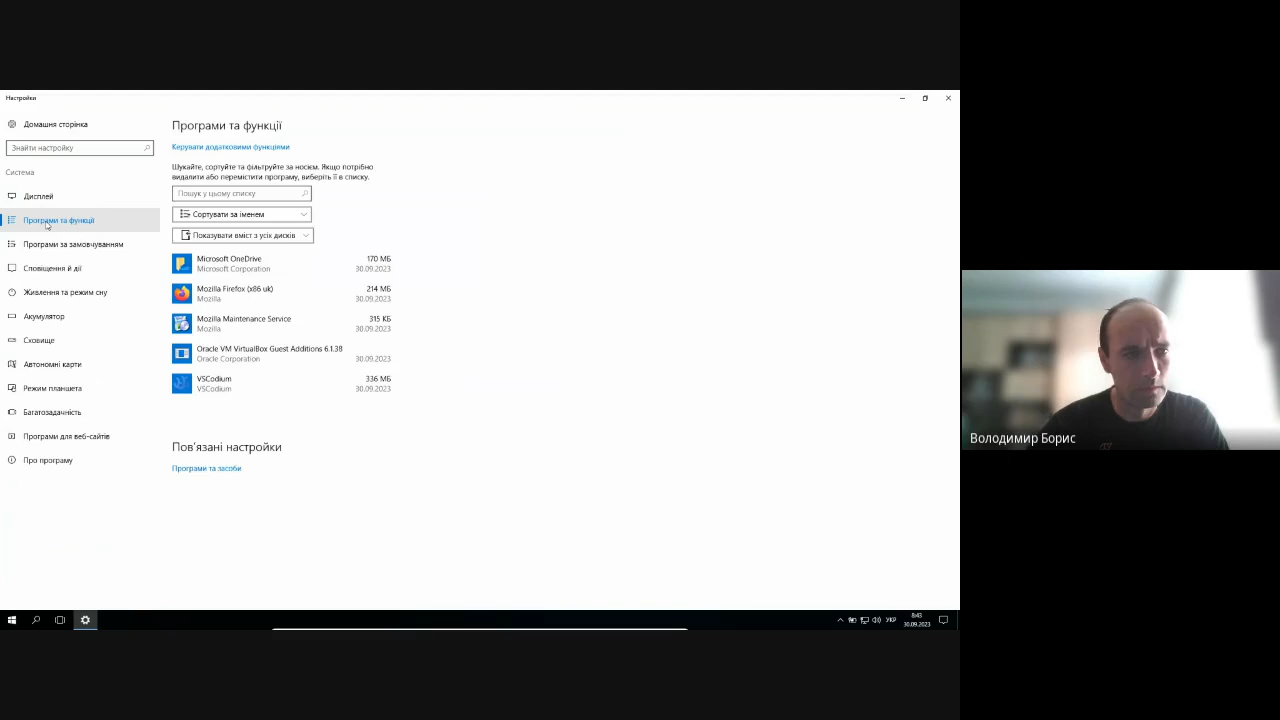 Настройки
Домашня сторінка
Знайти настройку
Система
Дисплей
Програми та функції
Програми за замовчуванням
Сповіщення й дії
Живлення та режим сну
Акумулятор
Сховище
Автономні карти
Режим планшета
Багатозадачність
Програми для веб-сайтів
Про програму
Програми та функції
Керувати додатковими функціями
Шукайте, сортуйте та фільтруйте за носієм. Якщо потрібно
видалити або перемістити програму, виберіть її в списку.
Пошук у цьому списку
Сортувати за іменем
Показувати вміст з усіх дисків
Microsoft OneDrive 170 МБ
Microsoft Corporation 30.09.2023
Mozilla Firefox (x86 uk) 214 МБ
Mozilla 30.09.2023
Mozilla Maintenance Service 315 КБ
Mozilla 30.09.2023
Oracle VM VirtualBox Guest Additions 6.1.38
Oracle Corporation 30.09.2023
VSCodium 336 МБ
VSCodium 30.09.2023
Пов'язані настройки
Програми та засоби
УКР
8:43
30.09.2023
Володимир Борис